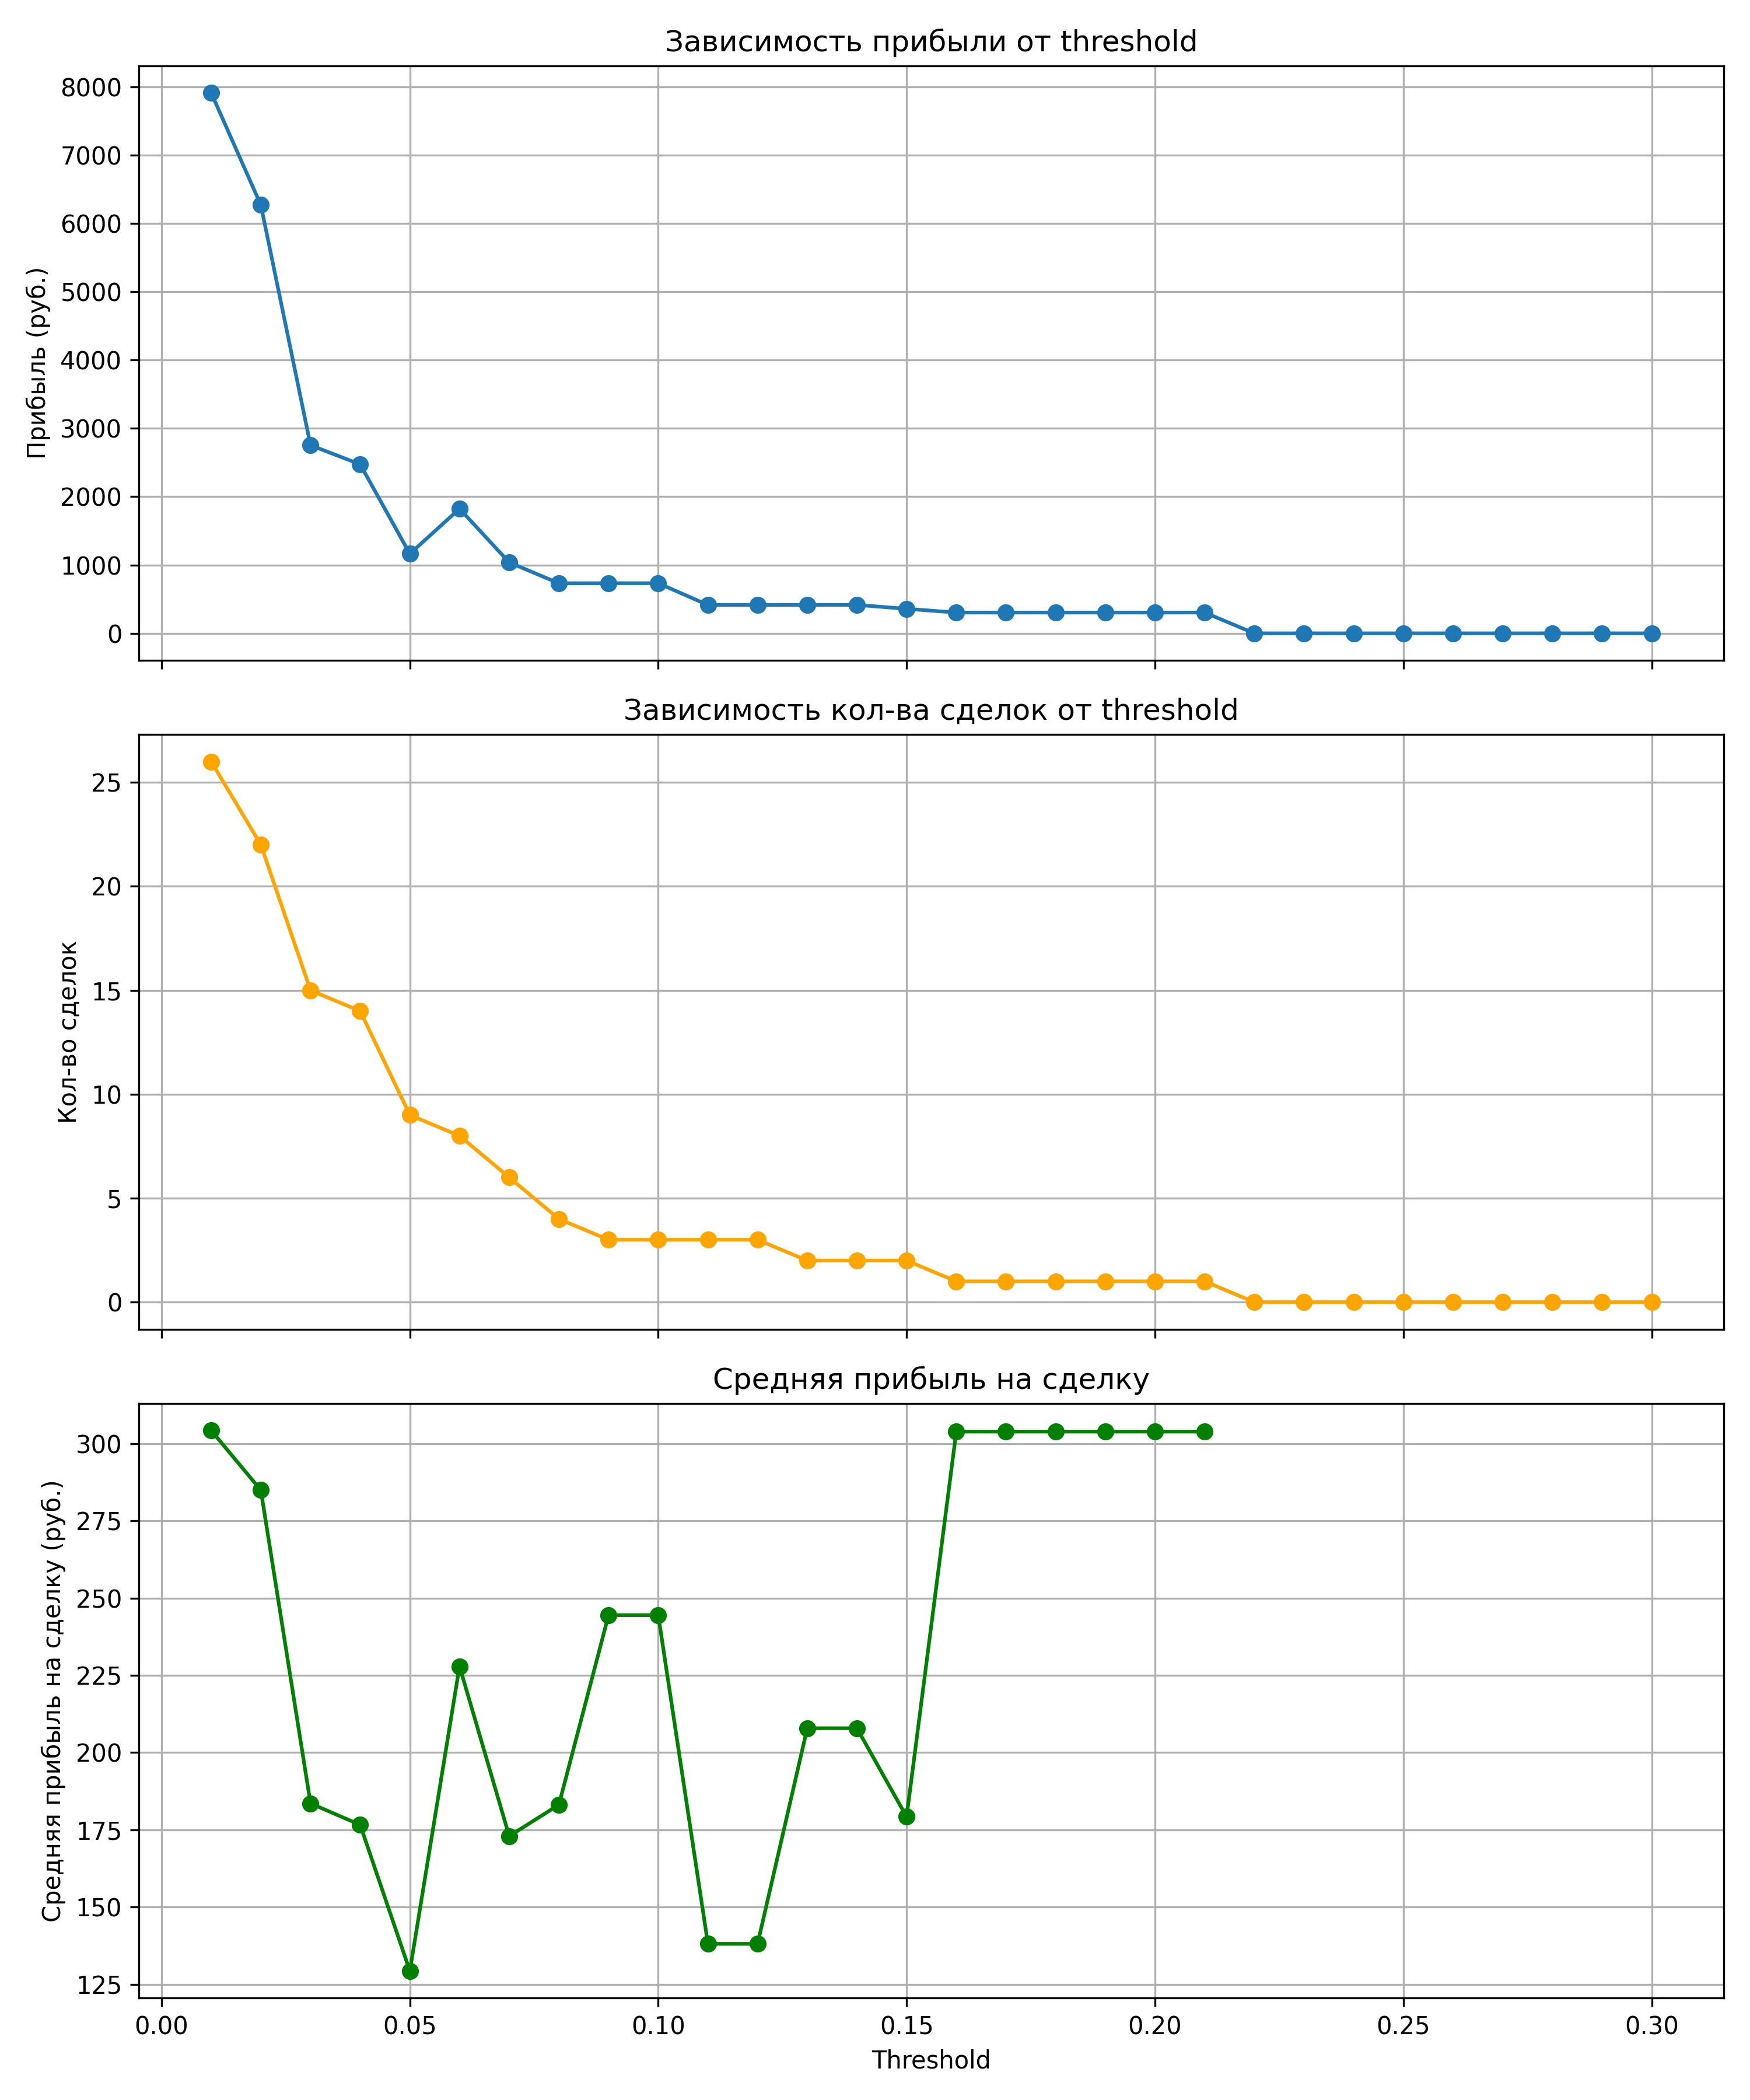 Зависимость прибыли от threshold
Прибыль (руб.)
8000
7000
6000
5000
4000
3000
2000
1000
0
Зависимость кол-ва сделок от threshold
Кол-во сделок
25
20
15
10
5
0
Средняя прибыль на сделку
Средняя прибыль на сделку (руб.)
300
275
250
225
200
175
150
125
0.00 0.05 0.10 0.15 0.20 0.25 0.30
Threshold